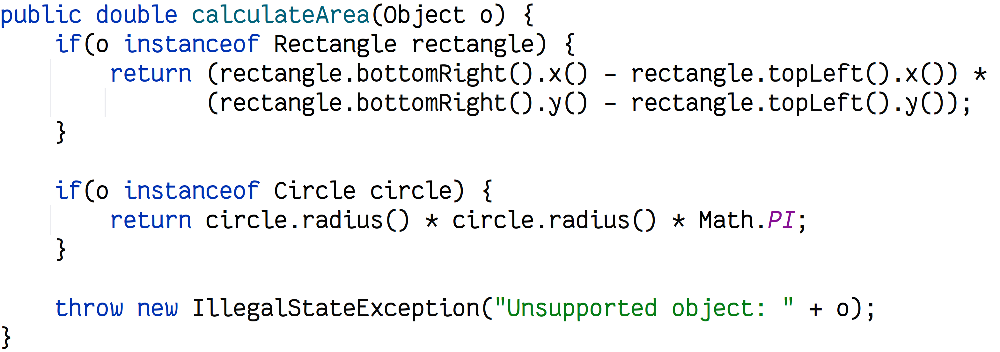 public double calculateArea(Object o) {
    if(o instanceof Rectangle rectangle) {
        return (rectangle.bottomRight().x() - rectangle.topLeft().x()) *
               (rectangle.bottomRight().y() - rectangle.topLeft().y());
    }

    if(o instanceof Circle circle) {
        return circle.radius() * circle.radius() * Math.PI;
    }

    throw new IllegalStateException("Unsupported object: " + o);
}